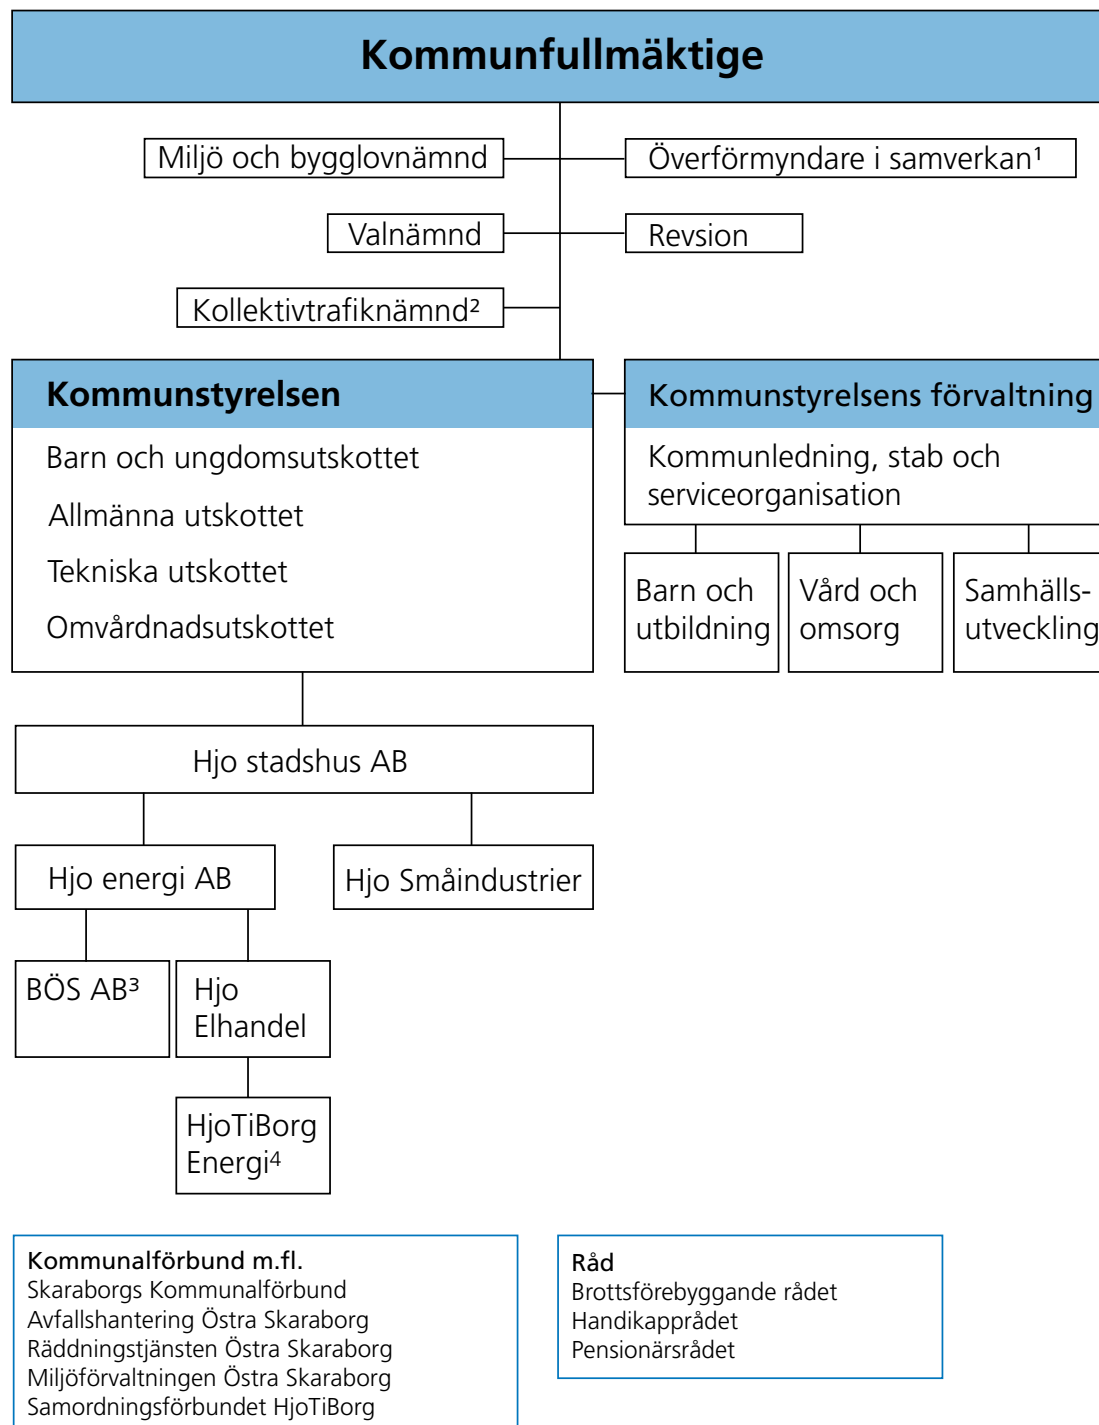 Kommunfullmäktige
Miljö och bygglovnämnd
Överförmyndare i samverkan¹
Valnämnd
Revsion
Kollektivtrafiknämnd²
Kommunstyrelsen
Barn och ungdomsutskottet
Allmänna utskottet
Tekniska utskottet
Omvårdnadsutskottet
Kommunstyrelsens förvaltning
Kommunledning, stab och
serviceorganisation
Barn och
utbildning
Vård och
omsorg
Samhälls-
utveckling
Hjo stadshus AB
Hjo energi AB
Hjo Småindustrier
BÖS AB³
Hjo
Elhandel
HjoTiBorg
Energi⁴
Kommunalförbund m.fl.
Skaraborgs Kommunalförbund
Avfallshantering Östra Skaraborg
Räddningstjänsten Östra Skaraborg
Miljöförvaltningen Östra Skaraborg
Samordningsförbundet HjoTiBorg
Råd
Brottsförebyggande rådet
Handikapprådet
Pensionärsrådet